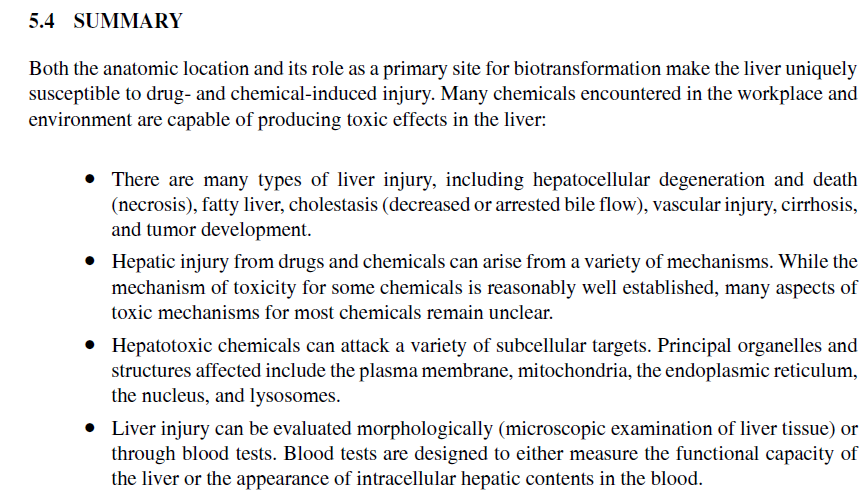 5.4 SUMMARY
Both the anatomic location and its role as a primary site for biotransformation make the liver uniquely
susceptible to drug- and chemical-induced injury. Many chemicals encountered in the workplace and
environment are capable of producing toxic effects in the liver:
• There are many types of liver injury, including hepatocellular degeneration and death
(necrosis), fatty liver, cholestasis (decreased or arrested bile flow), vascular injury, cirrhosis,
and tumor development.
• Hepatic injury from drugs and chemicals can arise from a variety of mechanisms. While the
mechanism of toxicity for some chemicals is reasonably well established, many aspects of
toxic mechanisms for most chemicals remain unclear.
• Hepatotoxic chemicals can attack a variety of subcellular targets. Principal organelles and
structures affected include the plasma membrane, mitochondria, the endoplasmic reticulum,
the nucleus, and lysosomes.
• Liver injury can be evaluated morphologically (microscopic examination of liver tissue) or
through blood tests. Blood tests are designed to either measure the functional capacity of
the liver or the appearance of intracellular hepatic contents in the blood.